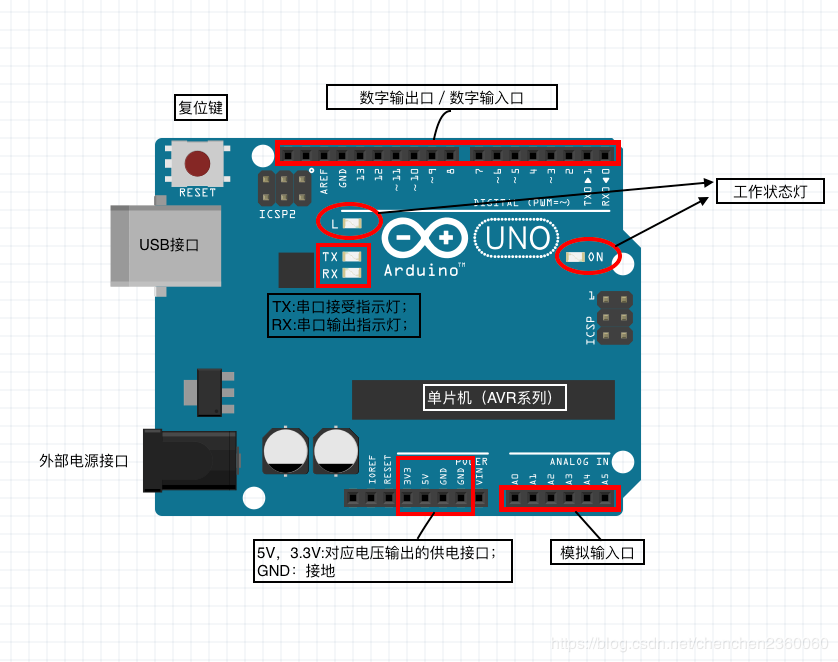 复位键
数字输出口 / 数字输入口
RESET
AREF
GND
13
12
~11
~10
~9
8
7
~6
~5
4
~3
2
TX0▶1
RX0◀0
DIGITAL (PWM=~)
工作状态灯
ICSP2
L
USB接口
TX
RX
Arduino™
UNO
ON
TX:串口接受指示灯；
RX:串口输出指示灯；
1
ICSP
单片机（AVR系列）
外部电源接口
POWER
ANALOG IN
IOREF
RESET
3V3
5V
GND
GND
VIN
A0
A1
A2
A3
A4
A5
5V，3.3V:对应电压输出的供电接口；
GND：接地
模拟输入口
https://blog.csdn.net/chenchen2360060